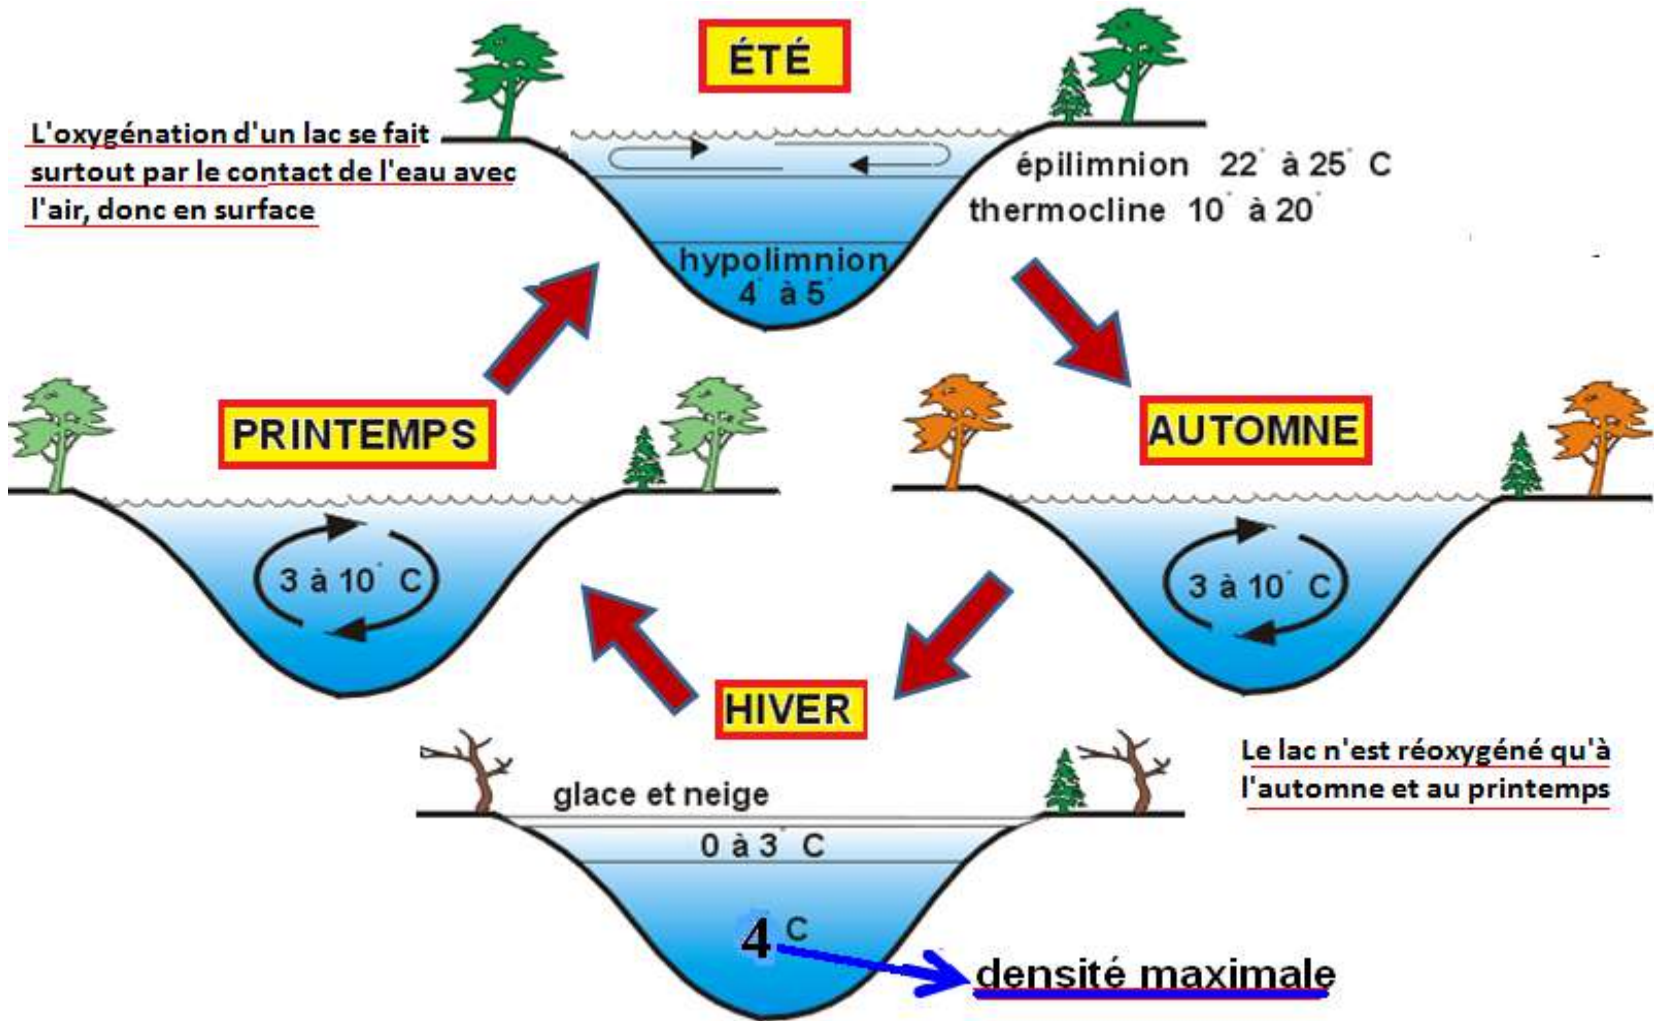 ÉTÉ
L'oxygénation d'un lac se fait
surtout par le contact de l'eau avec
l'air, donc en surface
épilimnion 22° à 25° C
thermocline 10° à 20°
hypolimnion
4° à 5°
PRINTEMPS
AUTOMNE
3 à 10° C
3 à 10° C
HIVER
Le lac n'est réoxygéné qu'à
l'automne et au printemps
glace et neige
0 à 3° C
4 C
densité maximale